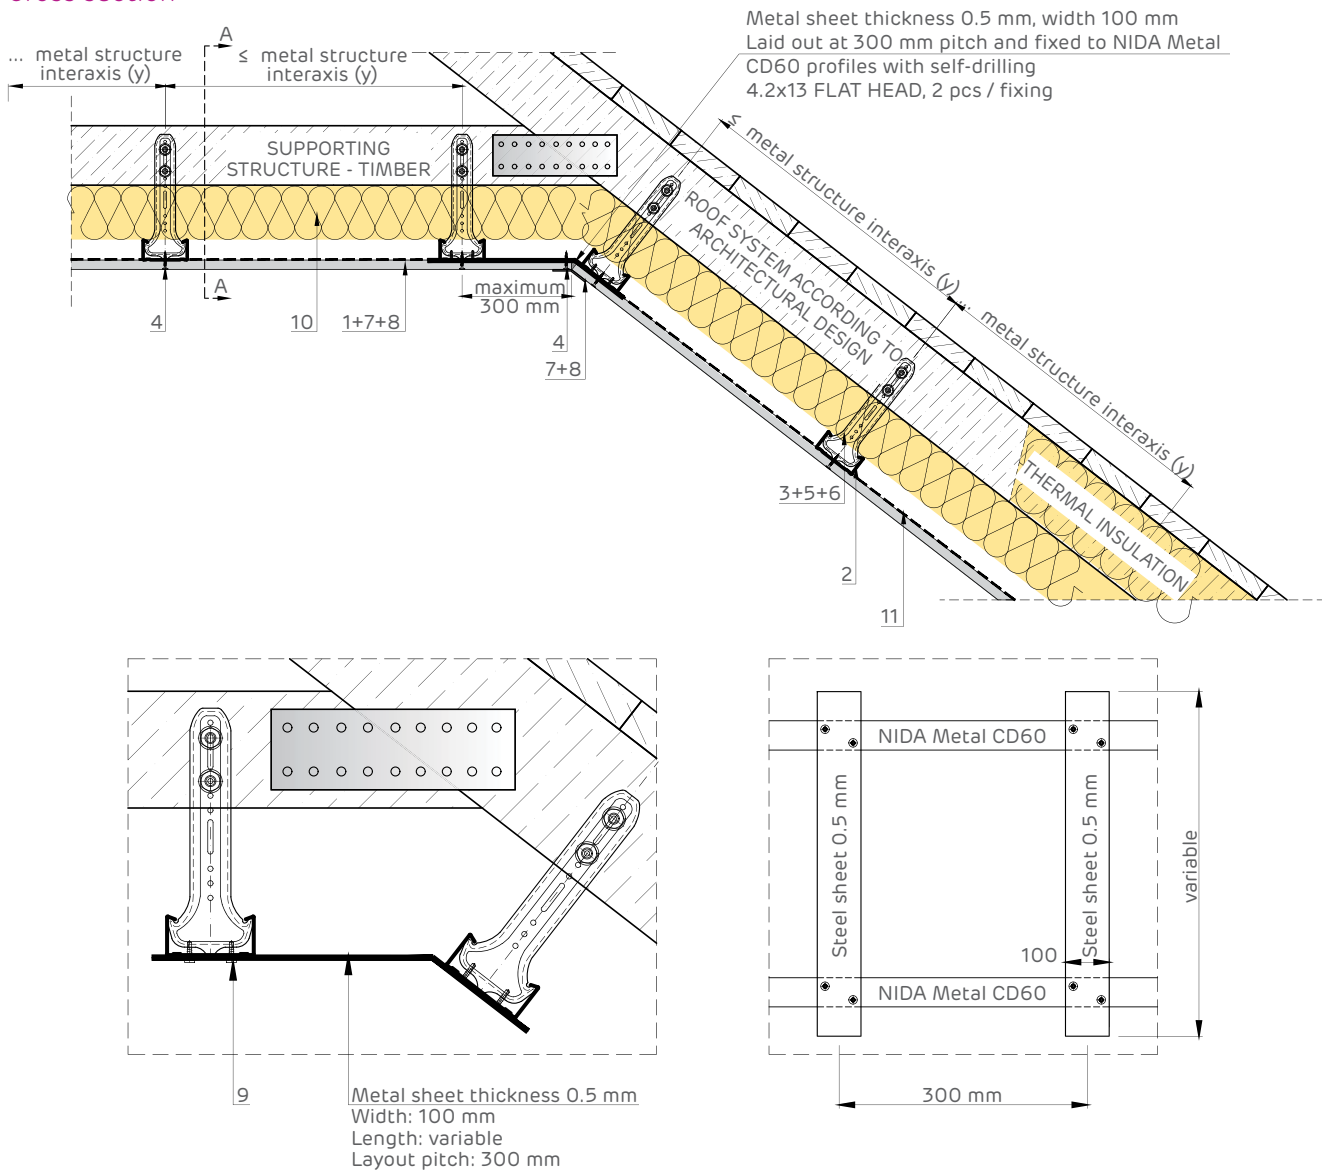 Cross section
Metal sheet thickness 0.5 mm, width 100 mm
Laid out at 300 mm pitch and fixed to NIDA Metal
CD60 profiles with self-drilling
4.2x13 FLAT HEAD, 2 pcs / fixing
... metal structure
interaxis (y)
A
≤ metal structure
interaxis (y)
SUPPORTING
STRUCTURE - TIMBER
≤ metal structure interaxis (y)
... metal structure interaxis (y)
ROOF SYSTEM ACCORDING TO
ARCHITECTURAL DESIGN
THERMAL INSULATION
A
maximum
300 mm
4
10
1+7+8
4
7+8
3+5+6
2
11
NIDA Metal CD60
Steel sheet 0.5 mm
Steel sheet 0.5 mm
variable
100
NIDA Metal CD60
300 mm
9
Metal sheet thickness 0.5 mm
Width: 100 mm
Length: variable
Layout pitch: 300 mm